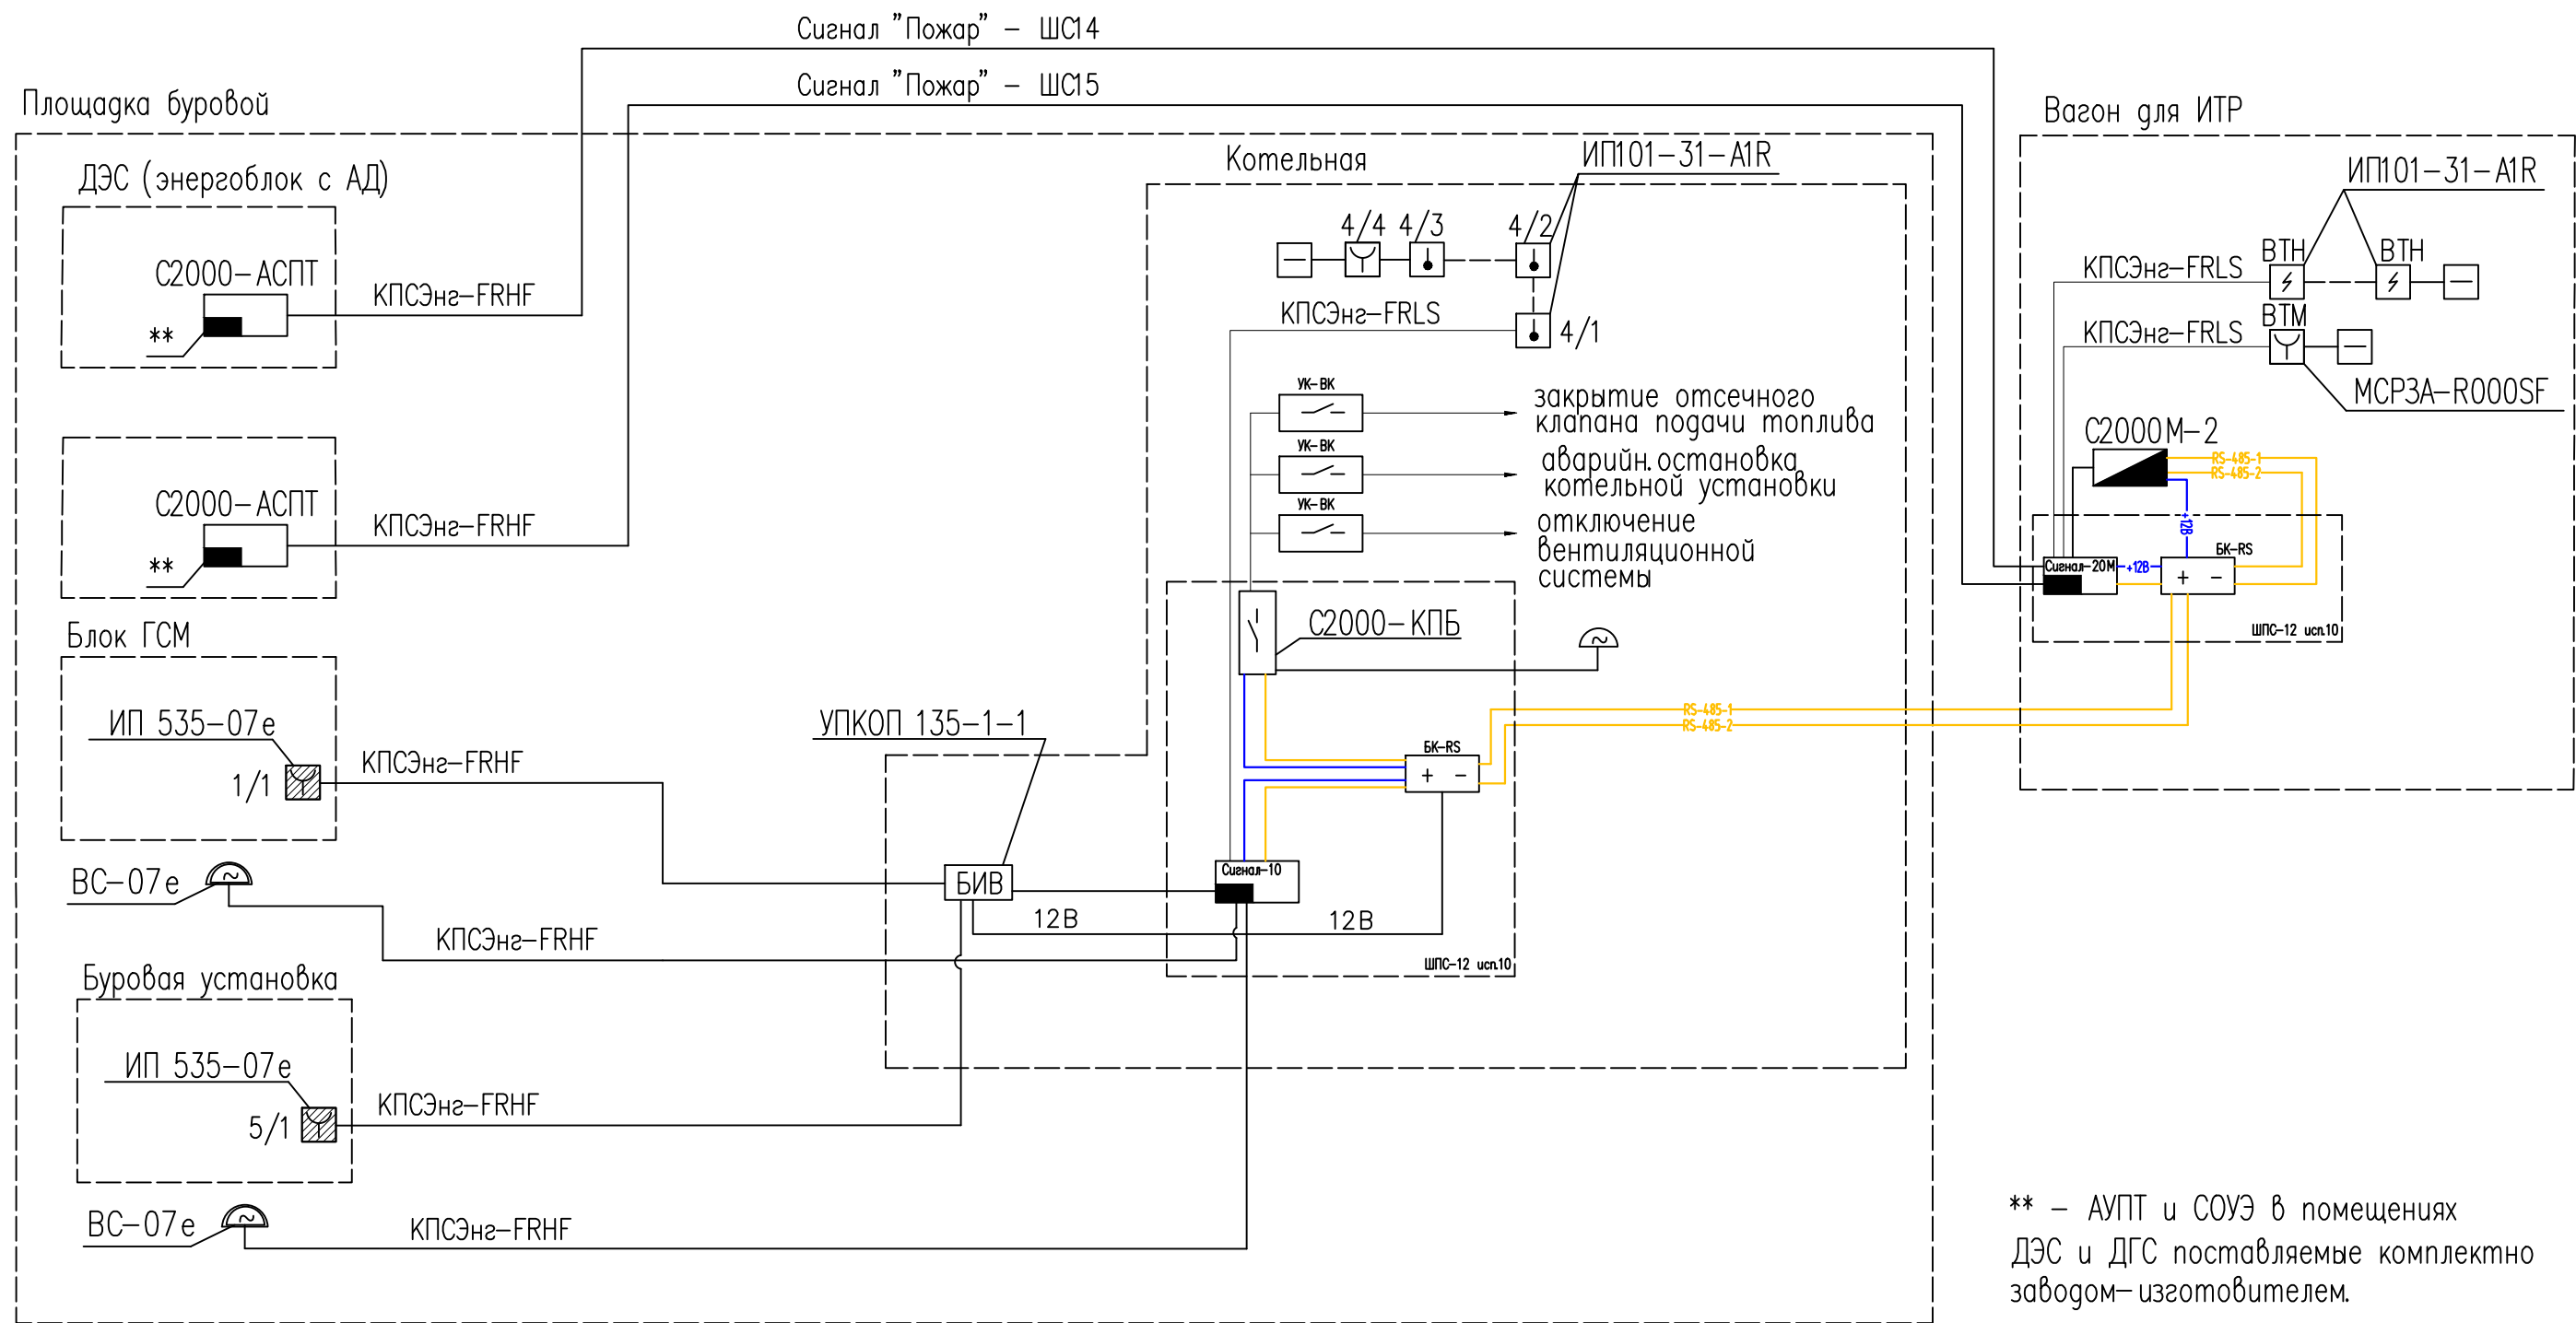 Сигнал "Пожар" - ШС14
Сигнал "Пожар" - ШС15
Площадка буровой
Вагон для ИТР
Котельная
ИП101-31-А1R
ИП101-31-А1R
ДЭС (энергоблок с АД)
4/4
4/3
4/2
ВТН
ВТН
С2000-АСПТ
КПСЭнг-FRHF
**
КПСЭнг-FRLS
КПСЭнг-FRLS
4/1
ВТМ
КПСЭнг-FRLS
МСР3А-R000SF
УК-ВК
закрытие отсечного
клапана подачи топлива
УК-ВК
аварийн.остановка
котельной установки
УК-ВК
отключение
вентиляционной
системы
С2000М-2
RS-485-1
RS-485-2
+12В
БК-RS
Сигнал-20М
+12В
+ -
ШПС-12 исп.10
С2000-АСПТ
КПСЭнг-FRHF
**
Блок ГСМ
С2000-КПБ
ИП 535-07е
УПКОП 135-1-1
RS-485-1
RS-485-2
КПСЭнг-FRHF
1/1
БК-RS
+ -
ВС-07е
БИВ
Сигнал-10
12В
12В
КПСЭнг-FRHF
ШПС-12 исп.10
Буровая установка
ИП 535-07е
КПСЭнг-FRHF
5/1
ВС-07е
КПСЭнг-FRHF
** - АУПТ и СОУЭ в помещениях
ДЭС и ДГС поставляемые комплектно
заводом-изготовителем.